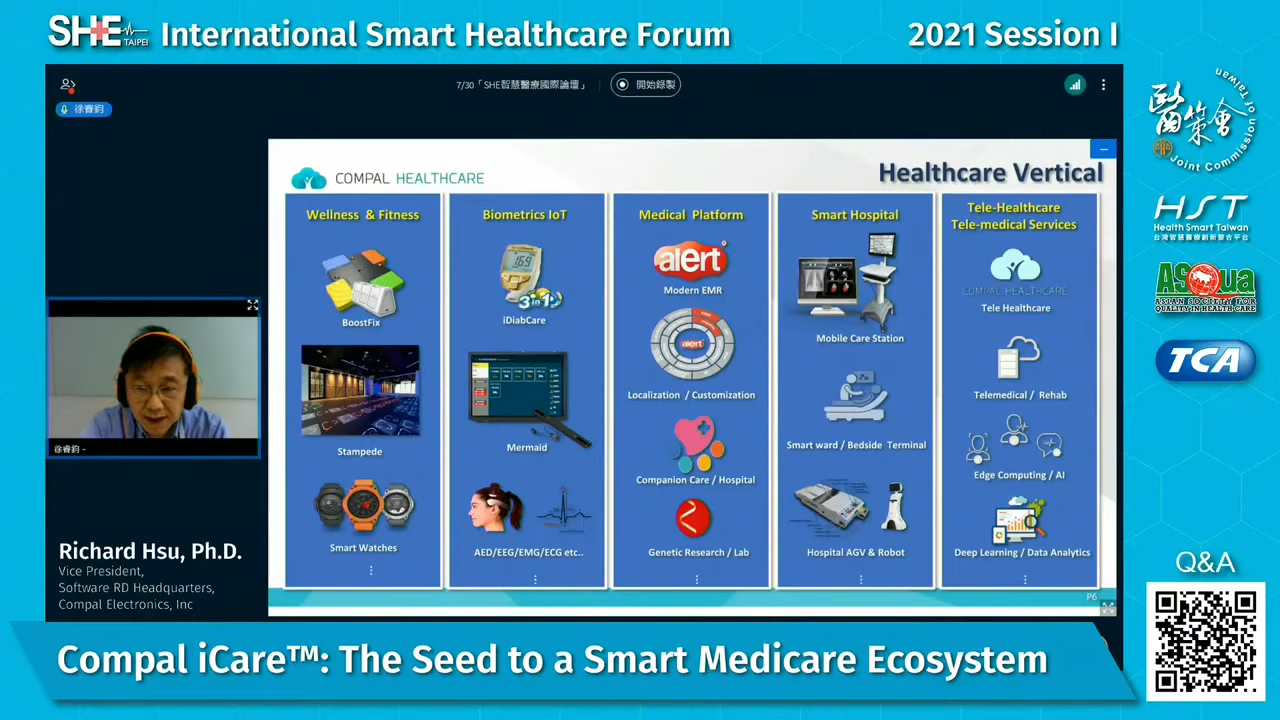 SHE TAIPEI International Smart Healthcare Forum
2021 Session I
7/30「SHE智慧醫療國際論壇」
開始錄製
徐睿鈞
COMPAL HEALTHCARE
Healthcare Vertical
Wellness & Fitness
BoostFix
Stampede
Smart Watches
Biometrics IoT
169
3in1
iDiabCare
Mermaid
AED/EEG/EMG/ECG etc..
Medical Platform
alert
Modern EMR
alert
Localization / Customization
Companion Care / Hospital
Genetic Research / Lab
Smart Hospital
Mobile Care Station
Smart ward / Bedside Terminal
Hospital AGV & Robot
Tele-Healthcare
Tele-medical Services
COMPAL HEALTHCARE
Tele Healthcare
Telemedical / Rehab
Edge Computing / AI
Deep Learning / Data Analytics
P6
徐睿鈞
Richard Hsu, Ph.D.
Vice President,
Software RD Headquarters,
Compal Electronics, Inc
Compal iCare™: The Seed to a Smart Medicare Ecosystem
醫策會
Joint Commission of Taiwan
HST
Health Smart Taiwan
台灣智慧醫療創新整合平台
ASQua
ASIAN SOCIETY FOR
QUALITY IN HEALTH CARE
TCA
Q&A